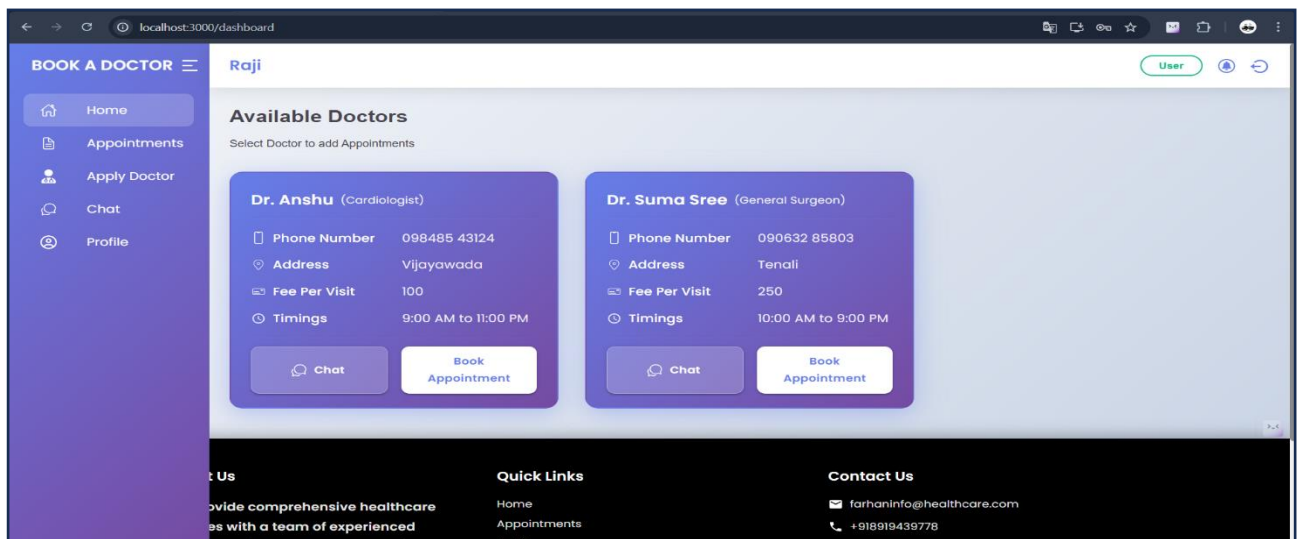 localhost:3000/dashboard
BOOK A DOCTOR
Raji
User
Home
Appointments
Apply Doctor
Chat
Profile
Available Doctors
Select Doctor to add Appointments
Dr. Anshu (Cardiologist)
Phone Number 098485 43124
Address Vijayawada
Fee Per Visit 100
Timings 9:00 AM to 11:00 PM
Chat
Book
Appointment
Dr. Suma Sree (General Surgeon)
Phone Number 090632 85803
Address Tenali
Fee Per Visit 250
Timings 10:00 AM to 9:00 PM
Chat
Book
Appointment
t Us
ovide comprehensive healthcare
es with a team of experienced
Quick Links
Home
Appointments
Contact Us
farhaninfo@healthcare.com
+918919439778